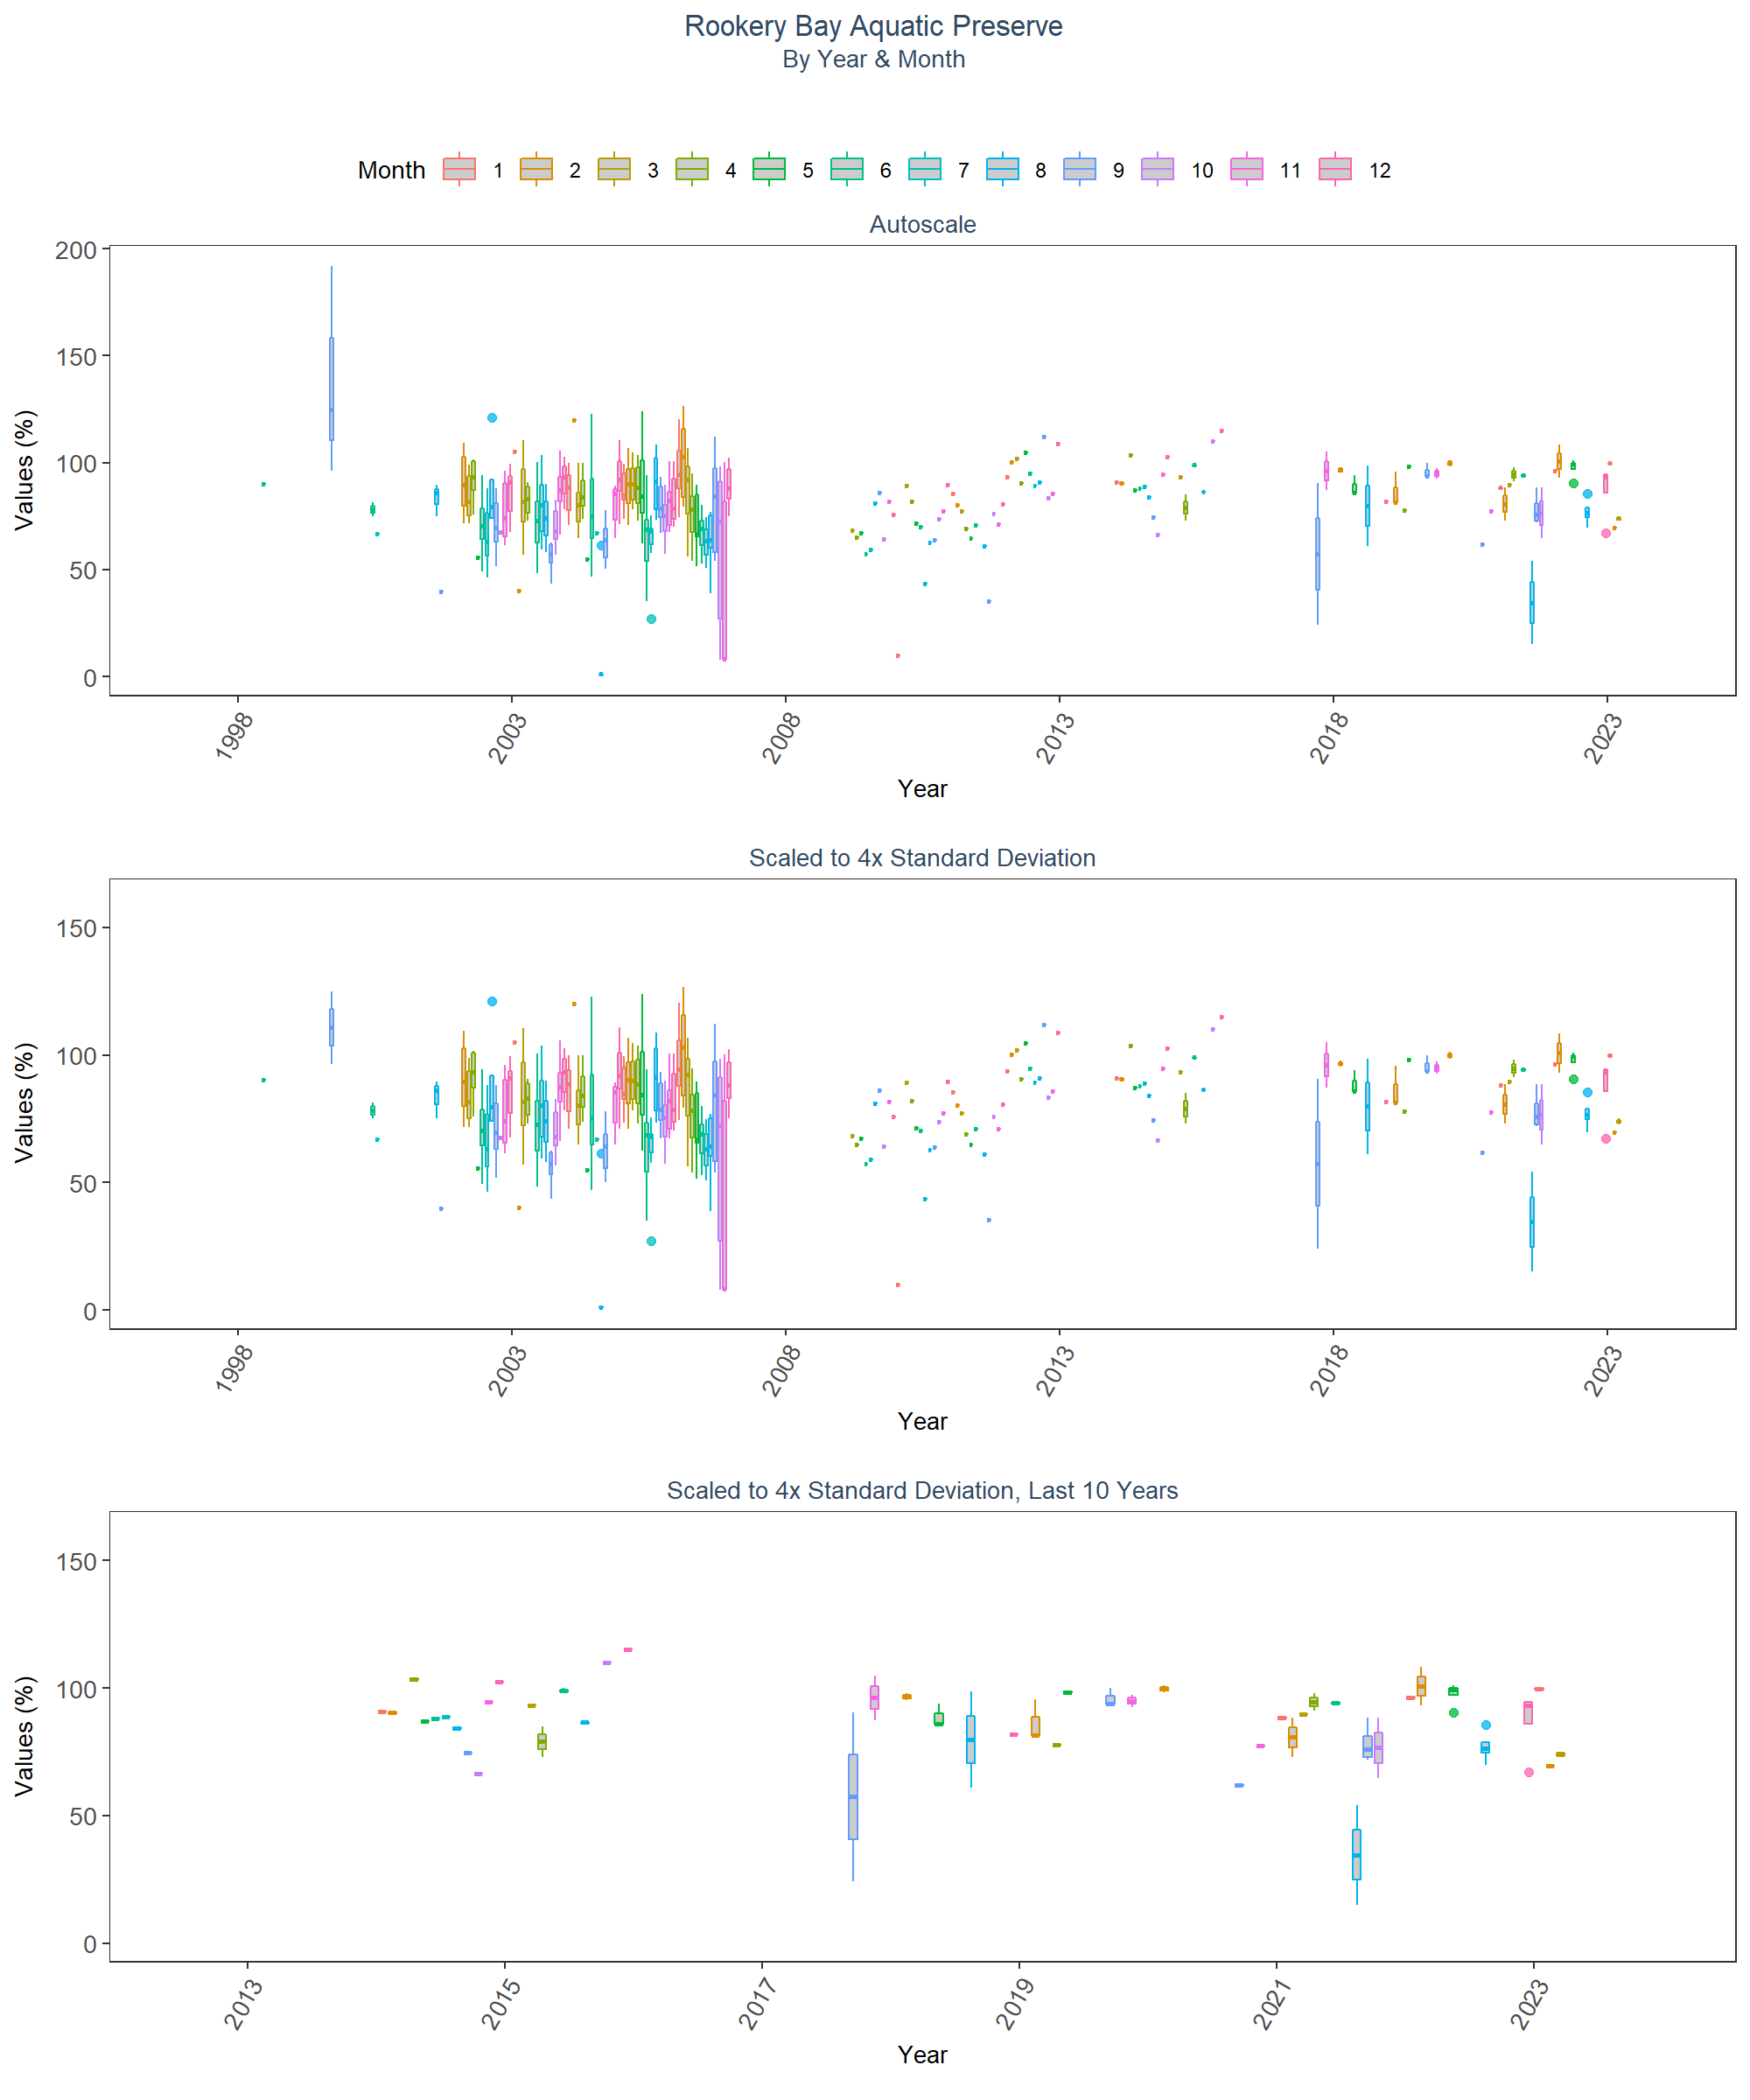 Rookery Bay Aquatic Preserve
By Year & Month
Month 1 2 3 4 5 6 7 8 9 10 11 12
Autoscale
Values (%)
200
150
100
50
0
1998 2003 2008 2013 2018 2023
Year
Scaled to 4x Standard Deviation
Values (%)
150
100
50
0
1998 2003 2008 2013 2018 2023
Year
Scaled to 4x Standard Deviation, Last 10 Years
Values (%)
150
100
50
0
2013 2015 2017 2019 2021 2023
Year